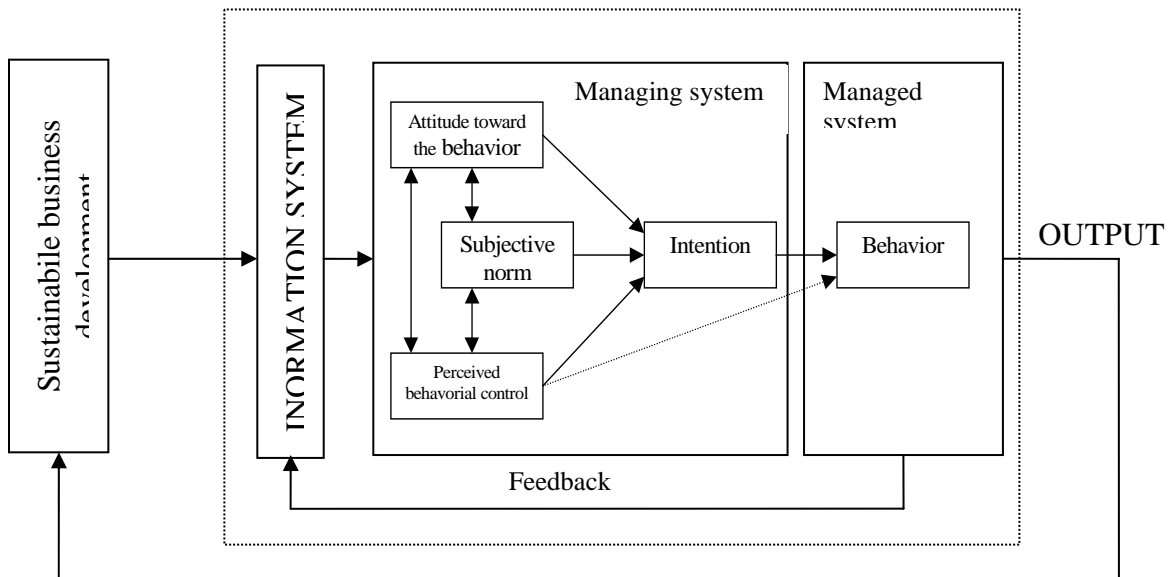 Sustainabile business
development
INORMATION SYSTEM
Managing system
Managed
system
Attitude toward
the behavior
Subjective
norm
Intention
Behavior
Perceived
behavorial control
OUTPUT
Feedback